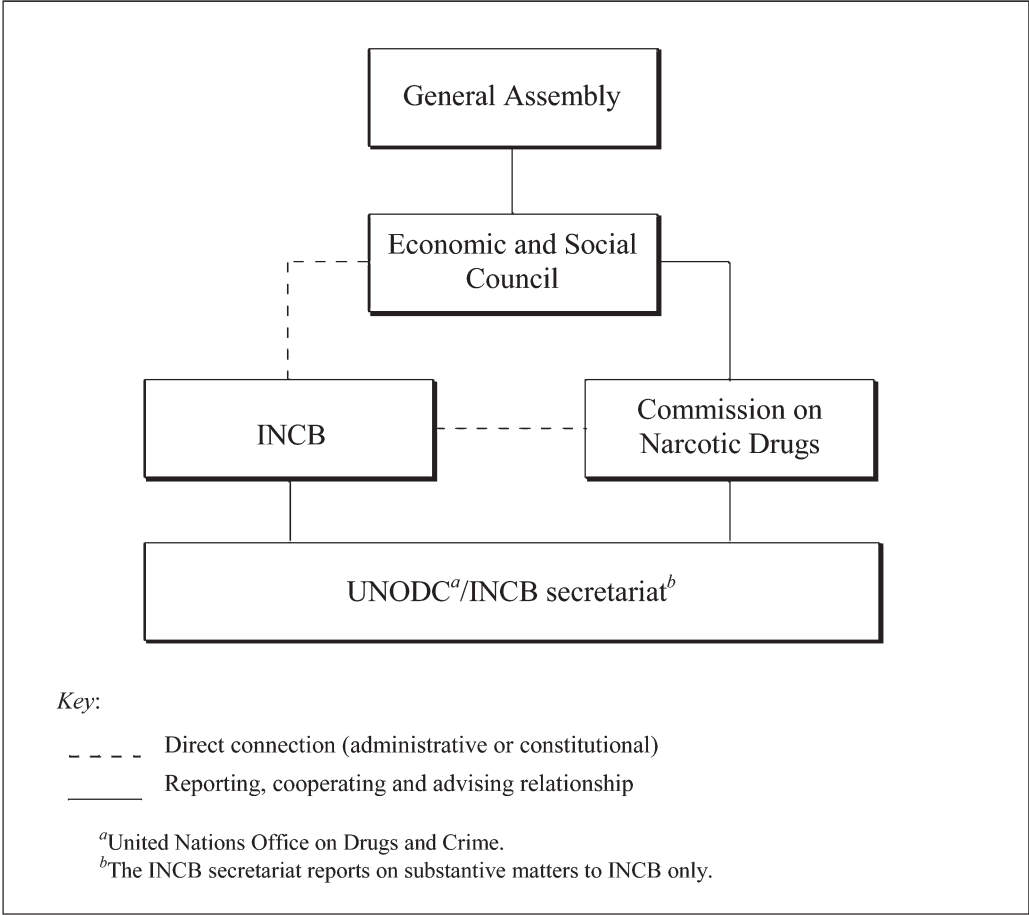 General Assembly
Economic and Social
Council
INCB
Commission on
Narcotic Drugs
UNODCa/INCB secretariatb
Key:
Direct connection (administrative or constitutional)
Reporting, cooperating and advising relationship
aUnited Nations Office on Drugs and Crime.
bThe INCB secretariat reports on substantive matters to INCB only.